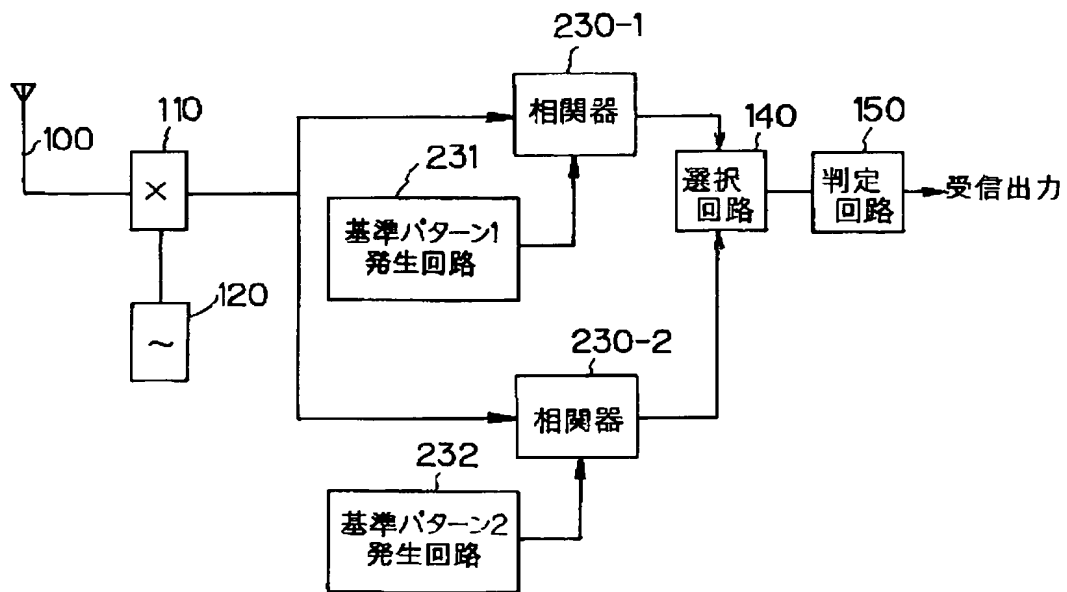 230-1
110
相関器
140
150
100
231
×
選択
回路
判定
回路
受信出力
基準パターン1
発生回路
120
~
230-2
相関器
232
基準パターン2
発生回路